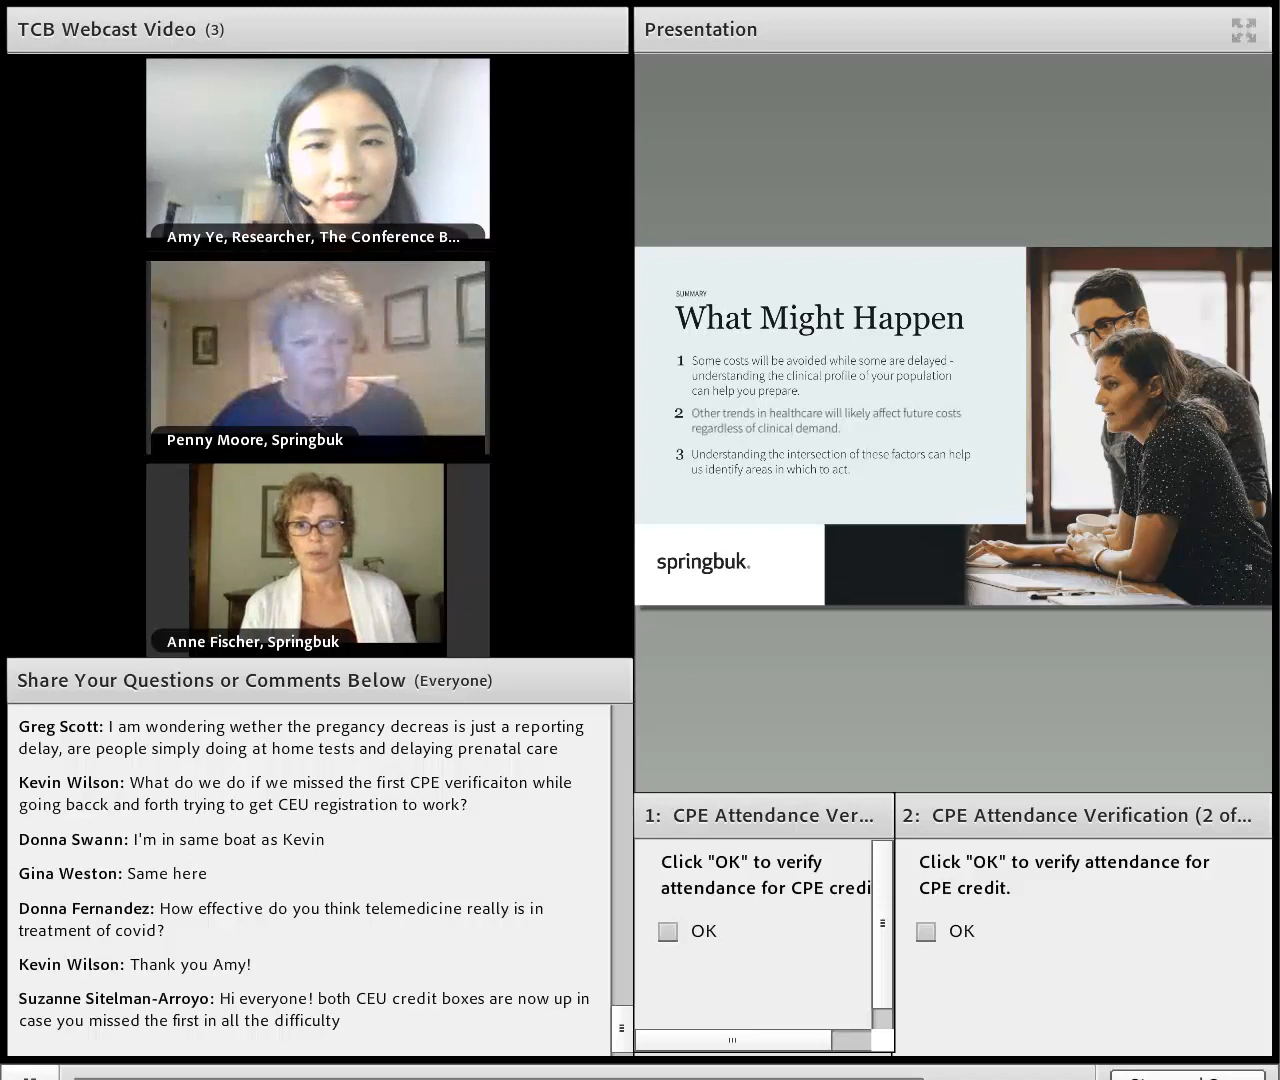 TCB Webcast Video (3)
Amy Ye, Researcher, The Conference B...
Penny Moore, Springbuk
Anne Fischer, Springbuk
Presentation
SUMMARY
What Might Happen
1 Some costs will be avoided while some are delayed -
understanding the clinical profile of your population
can help you prepare.
2 Other trends in healthcare will likely affect future costs
regardless of clinical demand.
3 Understanding the intersection of these factors can help
us identify areas in which to act.
springbuk.
26
Share Your Questions or Comments Below (Everyone)
Greg Scott: I am wondering wether the pregancy decreas is just a reporting
delay, are people simply doing at home tests and delaying prenatal care
Kevin Wilson: What do we do if we missed the first CPE verificaiton while
going bacck and forth trying to get CEU registration to work?
Donna Swann: I'm in same boat as Kevin
Gina Weston: Same here
Donna Fernandez: How effective do you think telemedicine really is in
treatment of covid?
Kevin Wilson: Thank you Amy!
Suzanne Sitelman-Arroyo: Hi everyone! both CEU credit boxes are now up in
case you missed the first in all the difficulty
1: CPE Attendance Ver...
Click "OK" to verify
attendance for CPE credi
OK
2: CPE Attendance Verification (2 of...
Click "OK" to verify attendance for
CPE credit.
OK